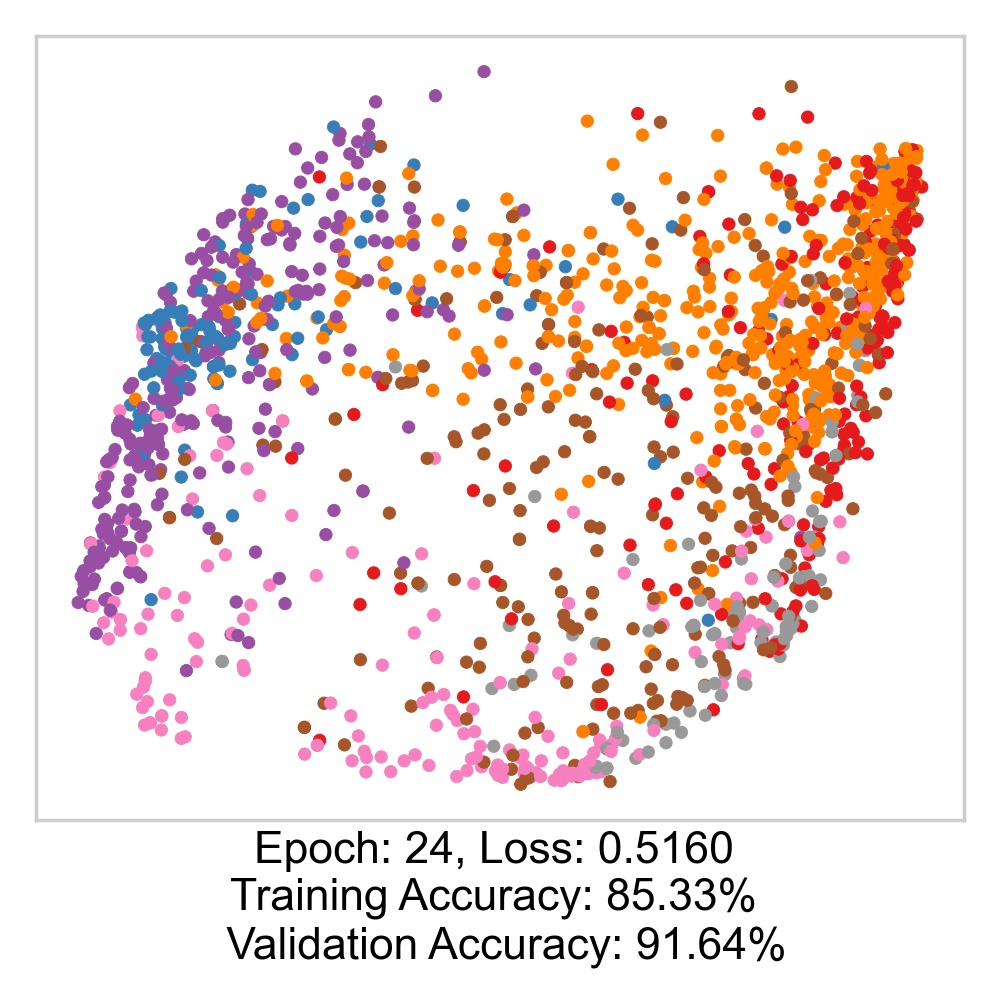 Epoch: 24, Loss: 0.5160
Training Accuracy: 85.33%
Validation Accuracy: 91.64%